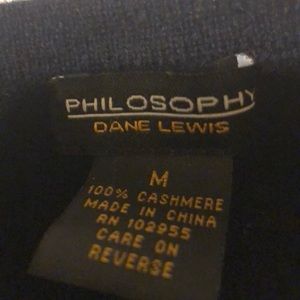 PHILOSOPHY
DANE LEWIS
M
100% CASHMERE
MADE IN CHINA
RN 102955
CARE ON
REVERSE